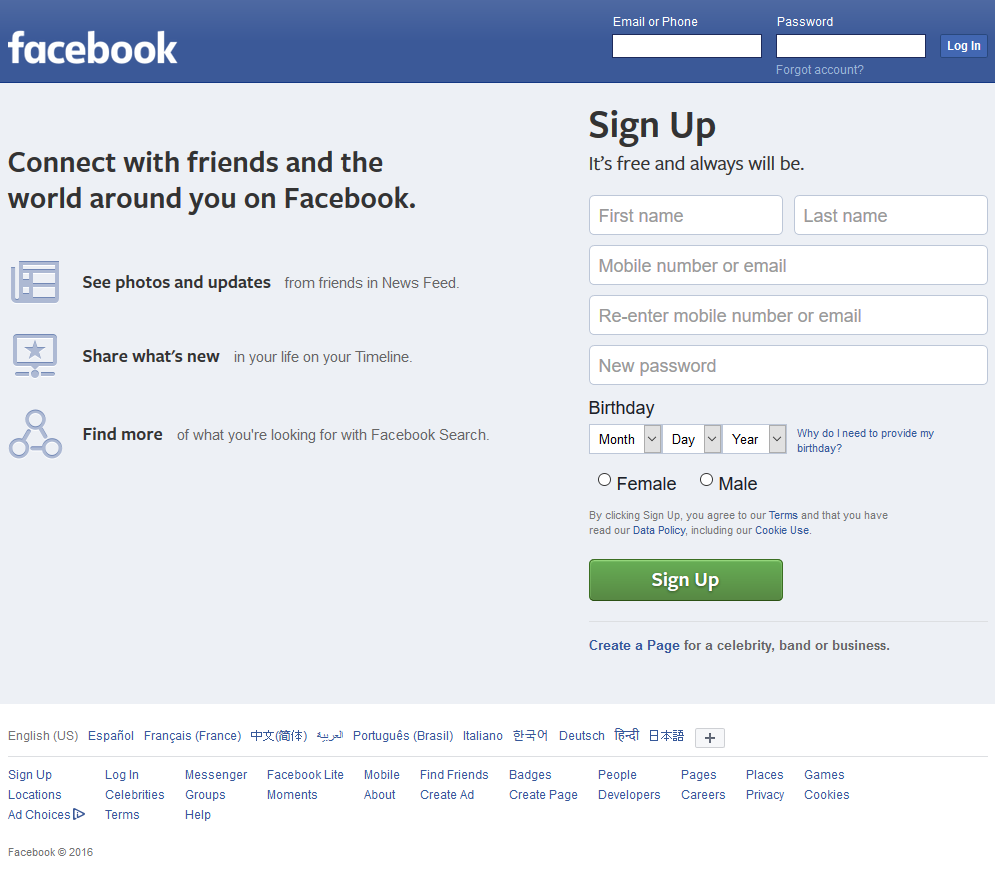 facebook
Email or Phone
Password
Log In
Forgot account?
Connect with friends and the
world around you on Facebook.
See photos and updates from friends in News Feed.
Share what's new in your life on your Timeline.
Find more of what you're looking for with Facebook Search.
Sign Up
It's free and always will be.
First name
Last name
Mobile number or email
Re-enter mobile number or email
New password
Birthday
Month Day Year
Why do I need to provide my
birthday?
Female Male
By clicking Sign Up, you agree to our Terms and that you have
read our Data Policy, including our Cookie Use.
Sign Up
Create a Page for a celebrity, band or business.
English (US) Español Français (France) 中文(简体) العربية Português (Brasil) Italiano 한국어 Deutsch हिन्दी 日本語 +
Sign Up Log In Messenger Facebook Lite Mobile Find Friends Badges People Pages Places Games
Locations Celebrities Groups Moments About Create Ad Create Page Developers Careers Privacy Cookies
Ad Choices Terms Help
Facebook © 2016